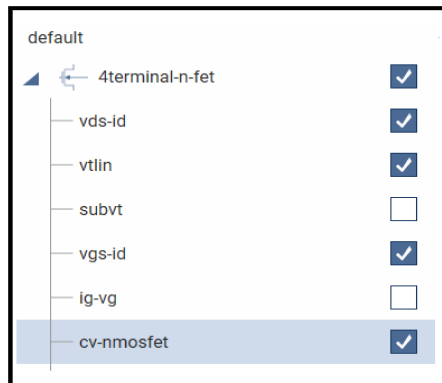 default
4terminal-n-fet
vds-id
vtlin
subvt
vgs-id
ig-vg
cv-nmosfet